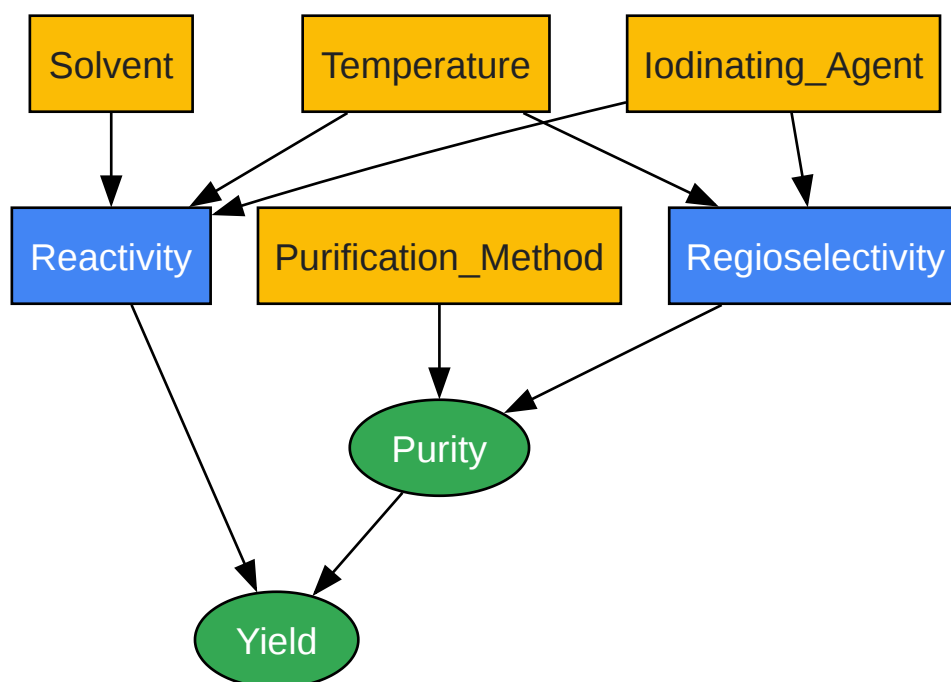 Solvent
Temperature
Iodinating_Agent
Reactivity
Purification_Method
Regioselectivity
Purity
Yield